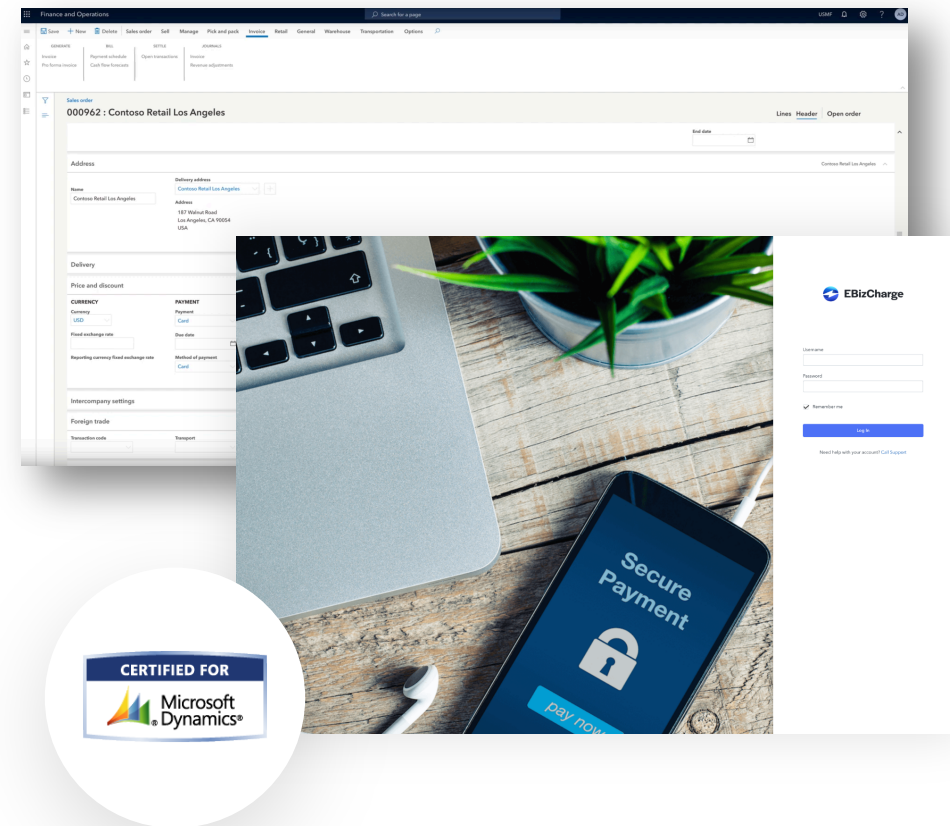 Finance and Operations
Search for a page
USMF
?
AD
Save
New
Delete
Sales order
Sell
Manage
Pick and pack
Invoice
Retail
General
Warehouse
Transportation
Options
GENERATE
BILL
SETTLE
JOURNALS
Invoice
Payment schedule
Open transactions
Invoice
Pro forma invoice
Cash flow forecasts
Revenue adjustments
Sales order
000962 : Contoso Retail Los Angeles
Lines
Header
Open order
End date
Address
Contoso Retail Los Angeles
Delivery address
Name
Contoso Retail Los Angeles
Contoso Retail Los Angeles
Address
187 Walnut Road
Los Angeles, CA 90054
USA
Delivery
Price and discount
CURRENCY
PAYMENT
Currency
Payment
USD
Card
Fixed exchange rate
Due date
Reporting currency fixed exchange rate
Method of payment
Card
Intercompany settings
Foreign trade
Transaction code
Transport
EBizCharge
Username
Password
Remember me
Log In
Need help with your account? Call Support
Secure
Payment
pay now
CERTIFIED FOR
Microsoft
® Dynamics®